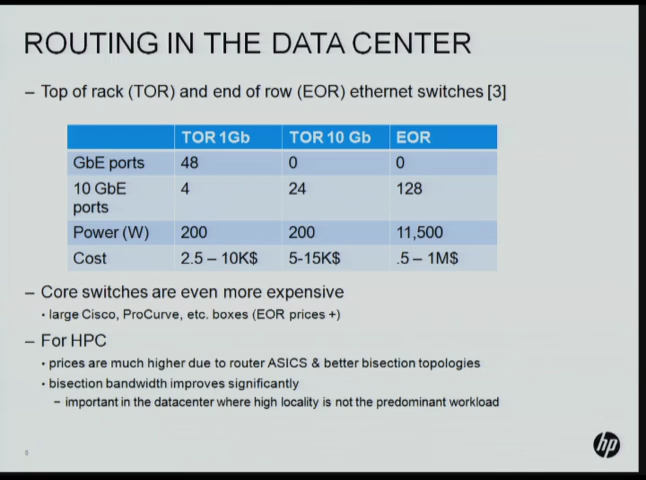 ROUTING IN THE DATA CENTER
– Top of rack (TOR) and end of row (EOR) ethernet switches [3]
TOR 1Gb TOR 10 Gb EOR
GbE ports 48 0 0
10 GbE 4 24 128
ports
Power (W) 200 200 11,500
Cost 2.5 – 10K$ 5-15K$ .5 – 1M$
– Core switches are even more expensive
• large Cisco, ProCurve, etc. boxes (EOR prices +)
– For HPC
• prices are much higher due to router ASICS & better bisection topologies
• bisection bandwidth improves significantly
– important in the datacenter where high locality is not the predominant workload
hp